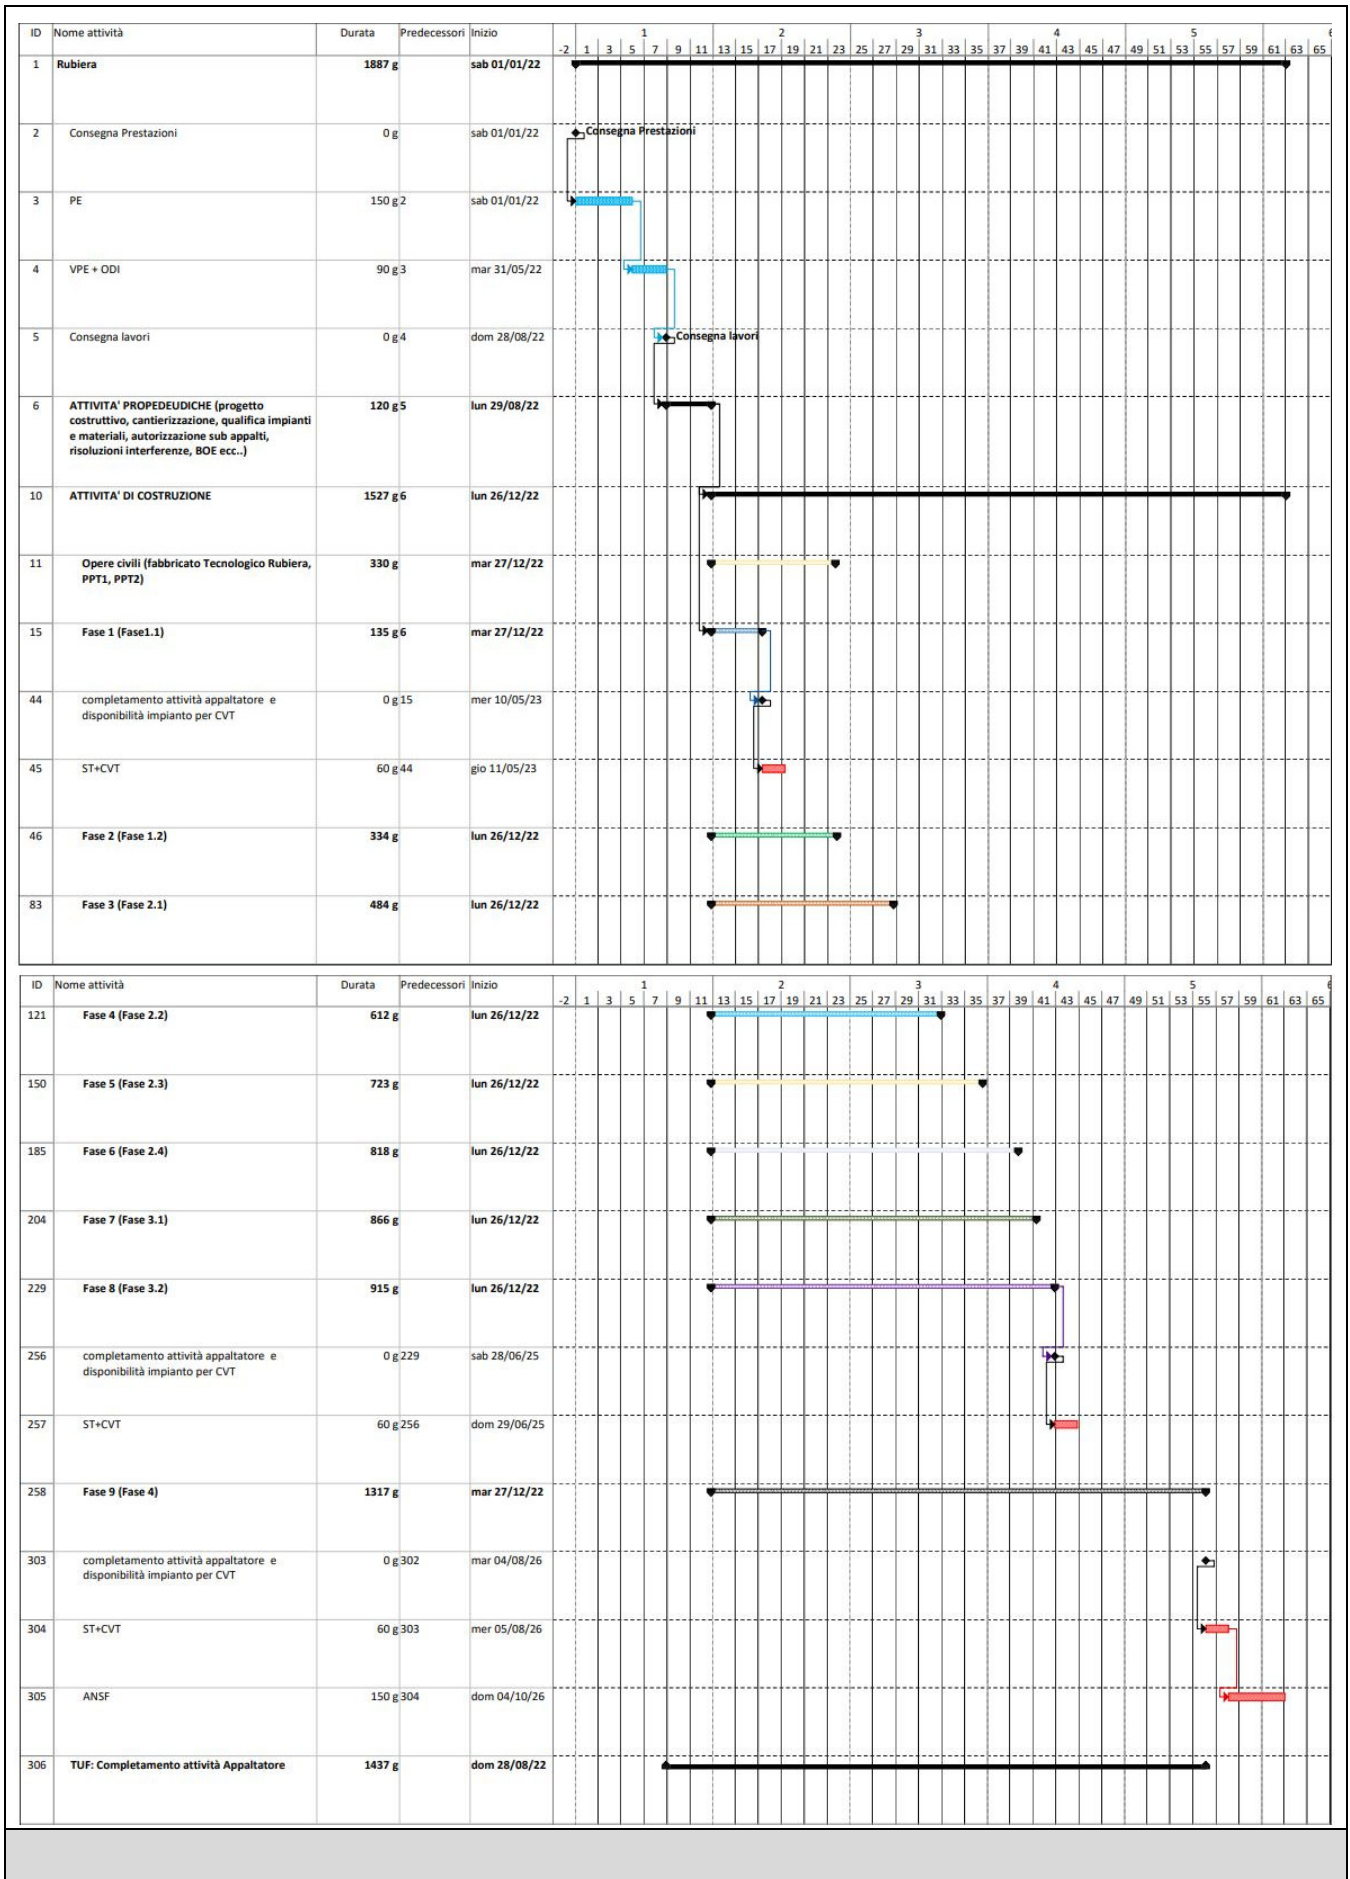 ID Nome attività Durata Predecessori Inizio
1 2 3 4 5 6
-2 1 3 5 7 9 11 13 15 17 19 21 23 25 27 29 31 33 35 37 39 41 43 45 47 49 51 53 55 57 59 61 63 65
1 Rubiera 1887 g sab 01/01/22
2 Consegna Prestazioni 0 g sab 01/01/22 Consegna Prestazioni
3 PE 150 g 2 sab 01/01/22
4 VPE + ODI 90 g 3 mar 31/05/22
5 Consegna lavori 0 g 4 dom 28/08/22 Consegna lavori
6 ATTIVITA' PROPEDEUDICHE (progetto 120 g 5 lun 29/08/22
costruttivo, cantierizzazione, qualifica impianti
e materiali, autorizzazione sub appalti,
risoluzioni interferenze, BOE ecc..)
10 ATTIVITA' DI COSTRUZIONE 1527 g 6 lun 26/12/22
11 Opere civili (fabbricato Tecnologico Rubiera, 330 g mar 27/12/22
PPT1, PPT2)
15 Fase 1 (Fase1.1) 135 g 6 mar 27/12/22
44 completamento attività appaltatore e 0 g 15 mer 10/05/23
disponibilità impianto per CVT
45 ST+CVT 60 g 44 gio 11/05/23
46 Fase 2 (Fase 1.2) 334 g lun 26/12/22
83 Fase 3 (Fase 2.1) 484 g lun 26/12/22
ID Nome attività Durata Predecessori Inizio
1 2 3 4 5 6
-2 1 3 5 7 9 11 13 15 17 19 21 23 25 27 29 31 33 35 37 39 41 43 45 47 49 51 53 55 57 59 61 63 65
121 Fase 4 (Fase 2.2) 612 g lun 26/12/22
150 Fase 5 (Fase 2.3) 723 g lun 26/12/22
185 Fase 6 (Fase 2.4) 818 g lun 26/12/22
204 Fase 7 (Fase 3.1) 866 g lun 26/12/22
229 Fase 8 (Fase 3.2) 915 g lun 26/12/22
256 completamento attività appaltatore e 0 g 229 sab 28/06/25
disponibilità impianto per CVT
257 ST+CVT 60 g 256 dom 29/06/25
258 Fase 9 (Fase 4) 1317 g mar 27/12/22
303 completamento attività appaltatore e 0 g 302 mar 04/08/26
disponibilità impianto per CVT
304 ST+CVT 60 g 303 mer 05/08/26
305 ANSF 150 g 304 dom 04/10/26
306 TUF: Completamento attività Appaltatore 1437 g dom 28/08/22